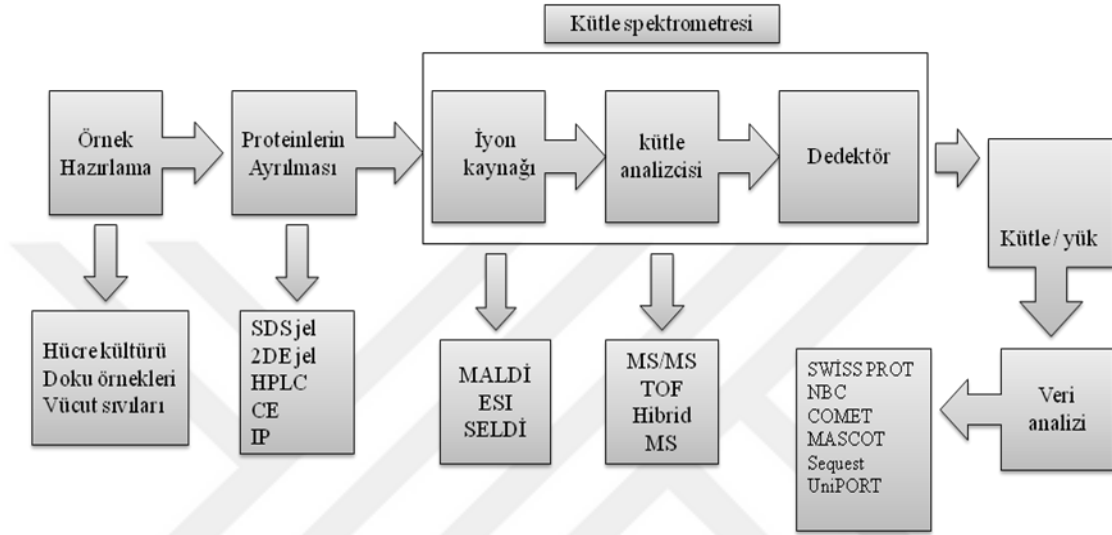 Kütle spektrometresi
Örnek
Hazırlama
Proteinlerin
Ayrılması
İyon
kaynağı
kütle
analizcisi
Dedektör
Kütle / yük
Hücre kültürü
Doku örnekleri
Vücut sıvıları
SDS jel
2DE jel
HPLC
CE
IP
MALDİ
ESI
SELDİ
MS/MS
TOF
Hibrid
MS
SWİSS PROT
NBC
COMET
MASCOT
Sequest
UniPORT
Veri
analizi